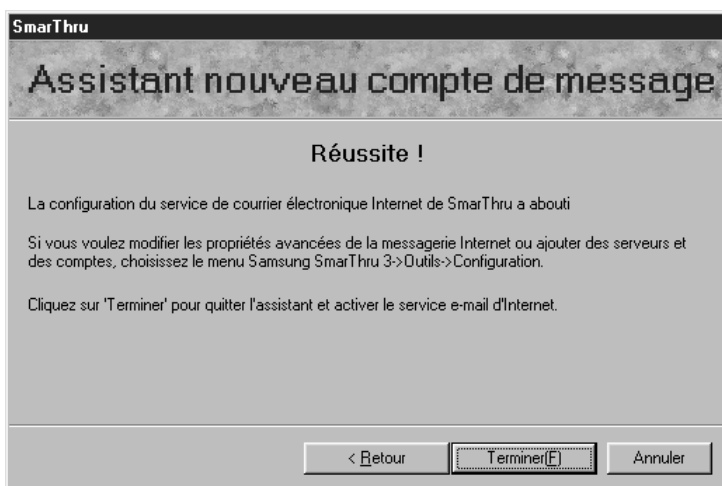 SmarThru
Assistant nouveau compte de message
Réussite !
La configuration du service de courrier électronique Internet de SmarThru a abouti
Si vous voulez modifier les propriétés avancées de la messagerie Internet ou ajouter des serveurs et
des comptes, choisissez le menu Samsung SmarThru 3->Outils->Configuration.
Cliquez sur 'Terminer' pour quitter l'assistant et activer le service e-mail d'Internet.
< Retour Terminer(F) Annuler